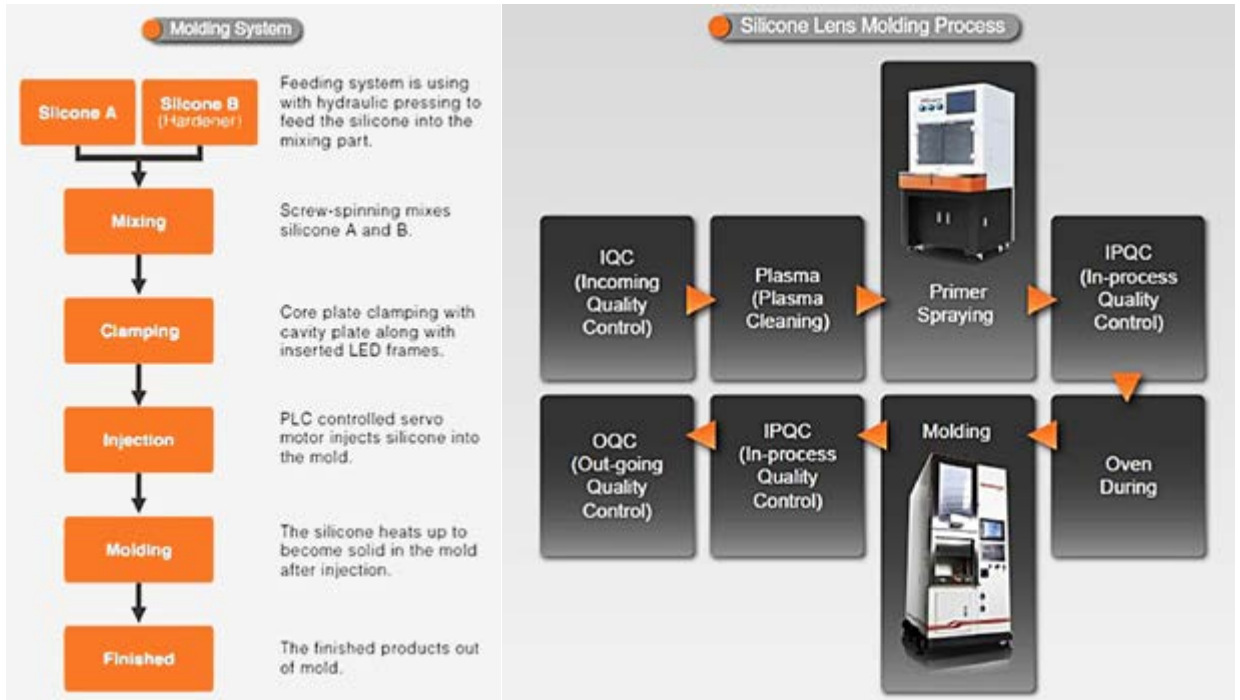 Molding System
Silcone A
Silcone B
(Hardener)
Feeding system is using
with hydraulic pressing to
feed the silicone into the
mixing part.
Mixing
Screw-spinning mixes
silicone A and B.
Clamping
Core plate clamping with
cavity plate along with
inserted LED frames.
Injection
PLC controlled servo
motor injects silicone into
the mold.
Molding
The silicone heats up to
become solid in the mold
after injection.
Finished
The finished products out
of mold.
Silicone Lens Molding Process
IQC
(Incoming
Quality
Control)
Plasma
(Plasma
Cleaning)
Primer
Spraying
IPQC
(In-process
Quality
Control)
Oven
During
Molding
IPQC
(In-process
Quality
Control)
OQC
(Out-going
Quality
Control)